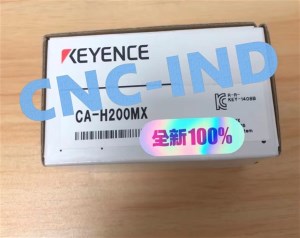 KEYENCE
CNC-IND
CA-H200MX
全新100%